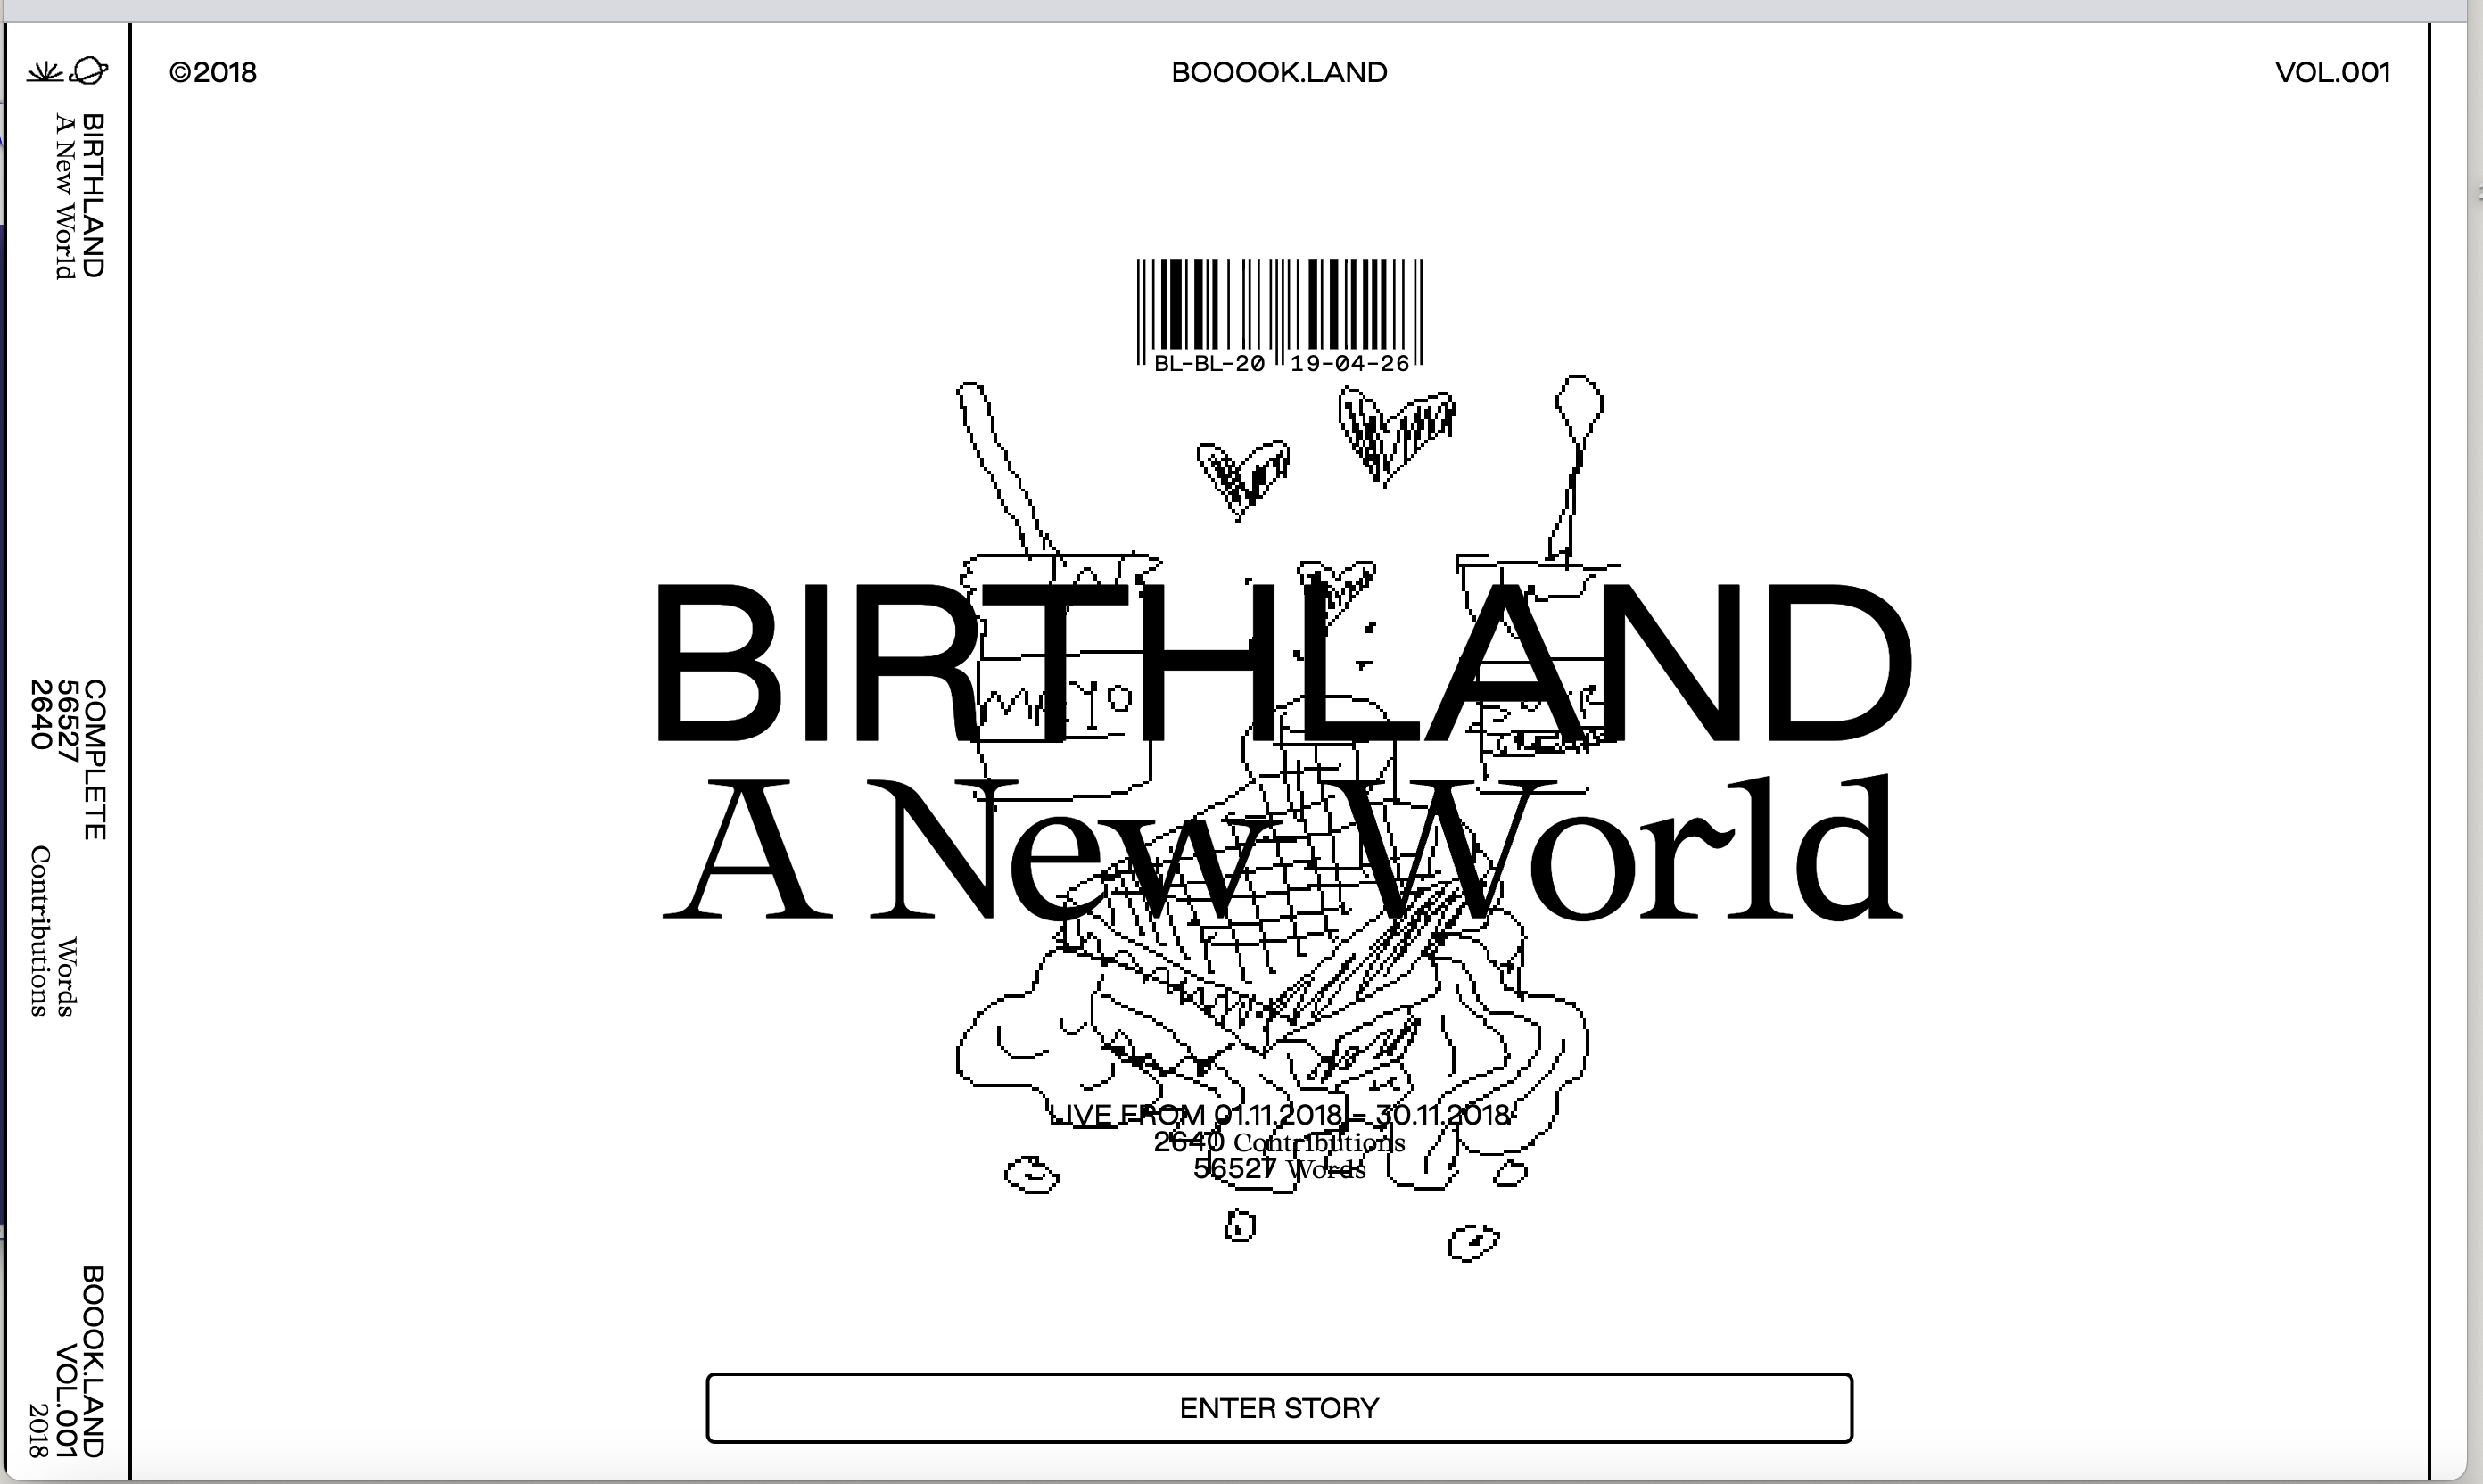 ©2018
BOOOOK.LAND
VOL.001
BIRTHLAND
A New World
COMPLETE
56527 Words
2640 Contributions
BOOOK.LAND
VOL.001
2018
BL-BL-20 19-04-26
BIRTHLAND
A New World
LIVE FROM 01.11.2018 – 30.11.2018
2640 Contributions
56527 Words
ENTER STORY